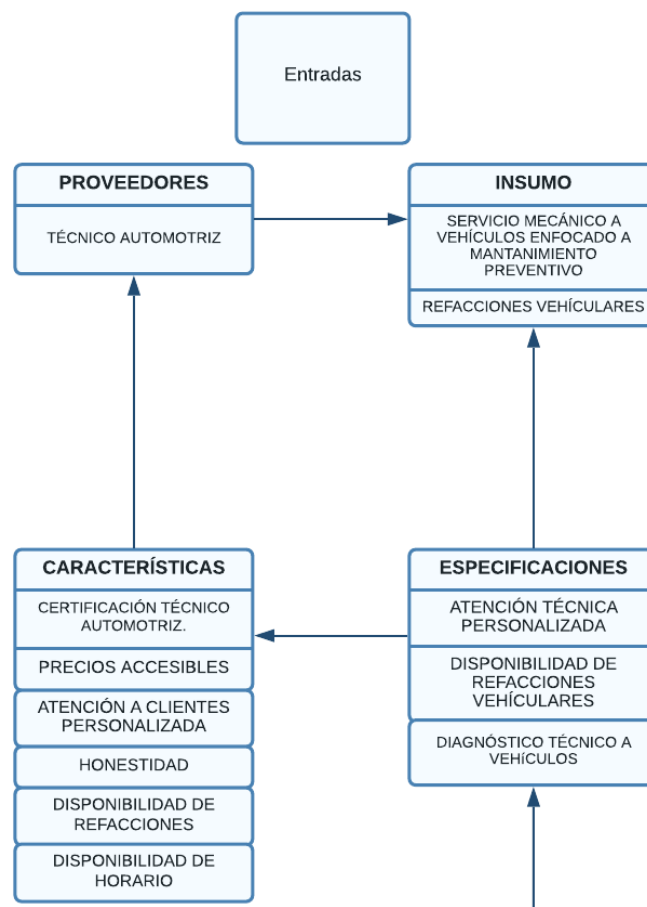 Entradas
PROVEEDORES
TÉCNICO AUTOMOTRIZ
INSUMO
SERVICIO MECÁNICO A
VEHÍCULOS ENFOCADO A
MANTANIMIENTO
PREVENTIVO
REFACCIONES VEHÍCULARES
CARACTERÍSTICAS
CERTIFICACIÓN TÉCNICO
AUTOMOTRIZ.
PRECIOS ACCESIBLES
ATENCIÓN A CLIENTES
PERSONALIZADA
HONESTIDAD
DISPONIBILIDAD DE
REFACCIONES
DISPONIBILIDAD DE
HORARIO
ESPECIFICACIONES
ATENCIÓN TÉCNICA
PERSONALIZADA
DISPONIBILIDAD DE
REFACCIONES
VEHÍCULARES
DIAGNÓSTICO TÉCNICO A
VEHíCULOS